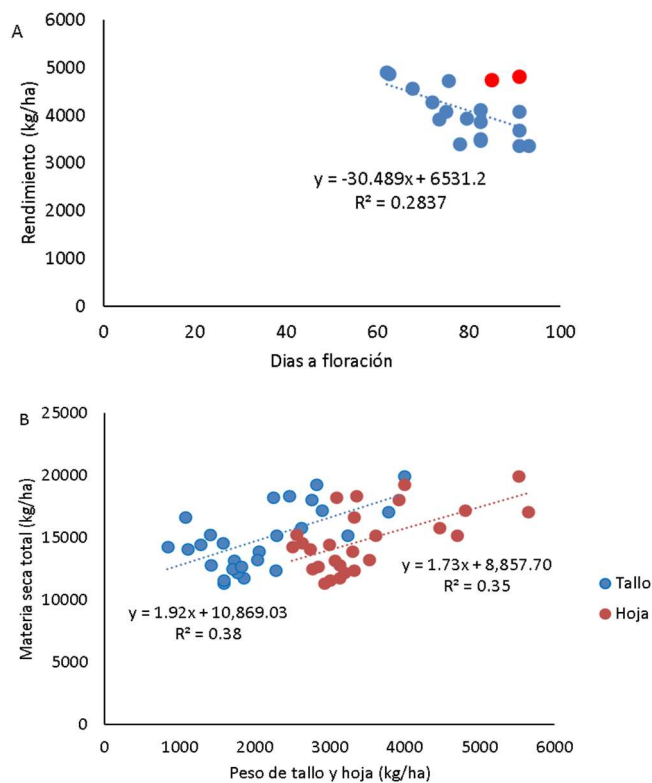 A
6000
5000
4000
3000
2000
1000
0
Rendimiento (kg/ha)
y = -30.489x + 6531.2
R² = 0.2837
0 20 40 60 80 100
Dias a floración
B
25000
20000
15000
10000
5000
0
Materia seca total (kg/ha)
y = 1.92x + 10,869.03
R² = 0.38
y = 1.73x + 8,857.70
R² = 0.35
Tallo
Hoja
0 1000 2000 3000 4000 5000 6000
Peso de tallo y hoja (kg/ha)